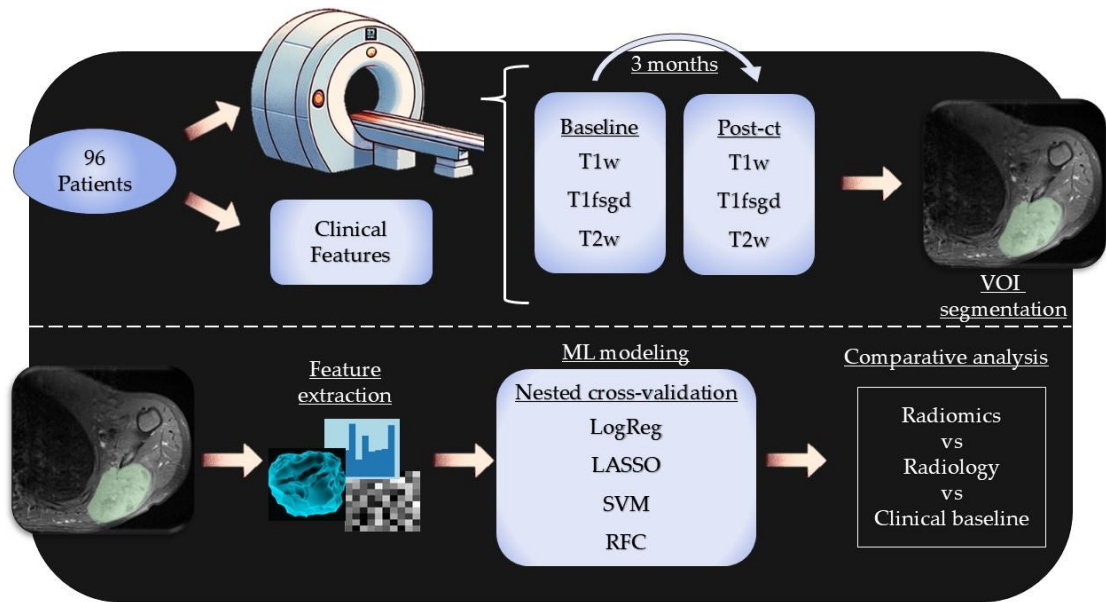 96
Patients
Clinical
Features
3 months
Baseline
T1w
T1fsgd
T2w
Post-ct
T1w
T1fsgd
T2w
VOI
segmentation
Feature
extraction
ML modeling
Nested cross-validation
LogReg
LASSO
SVM
RFC
Comparative analysis
Radiomics
vs
Radiology
vs
Clinical baseline